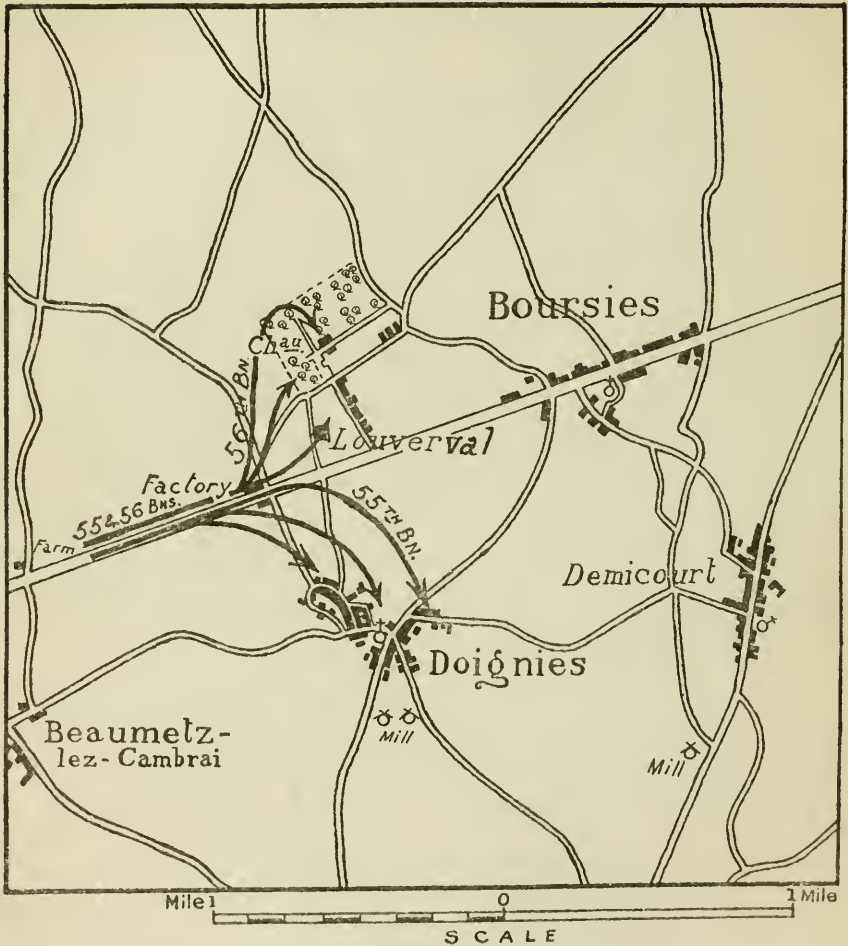 Boursies
Chau.
56TH BN.
Louverval
Factory
55 & 56 BNS.
55TH BN.
Farm
Demicourt
Doignies
Beaumetz-
lez-Cambrai
Mill
Mill
Mile 1 0 1 Mile
SCALE